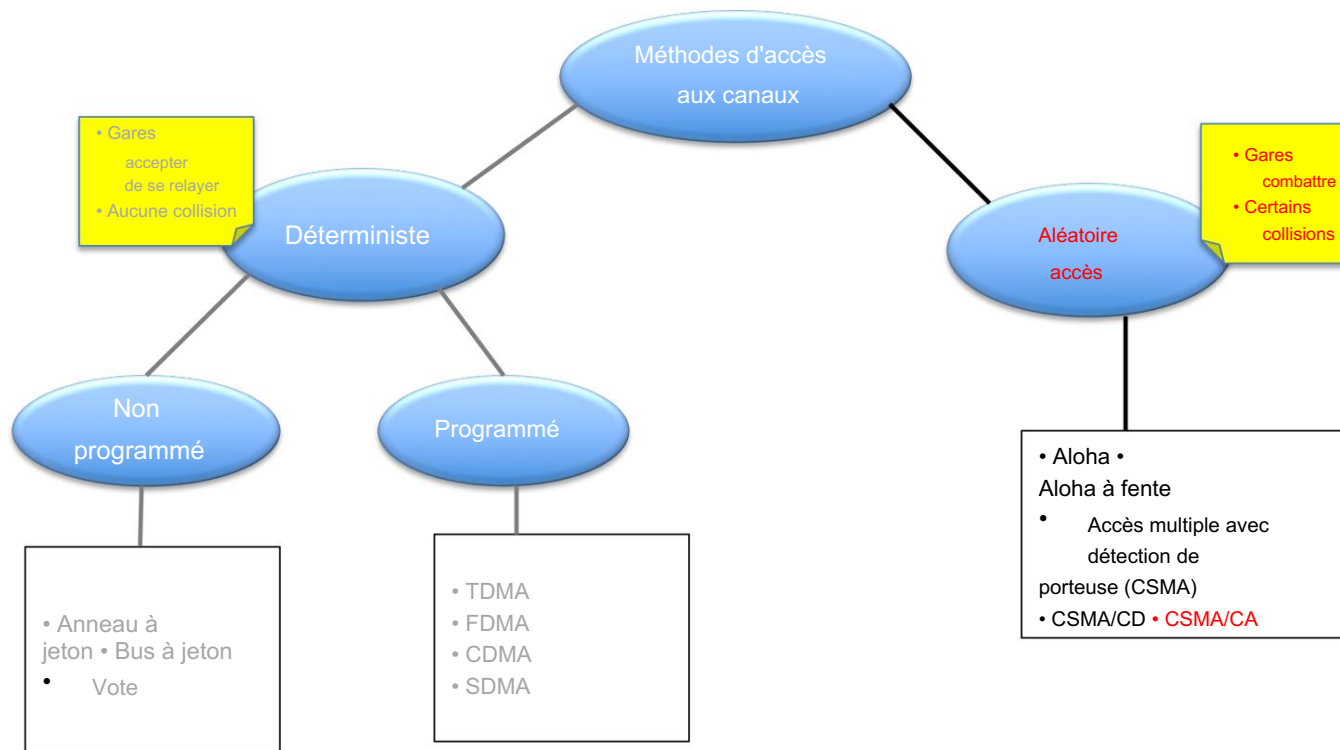 Méthodes d'accès
aux canaux
• Gares
accepter
de se relayer
• Aucune collision
Déterministe
• Gares
combattre
• Certains
collisions
Aléatoire
accès
Non
programmé
Programmé
• Anneau à
jeton • Bus à jeton
• Vote
• TDMA
• FDMA
• CDMA
• SDMA
• Aloha •
Aloha à fente
• Accès multiple avec
détection de
porteuse (CSMA)
• CSMA/CD • CSMA/CA